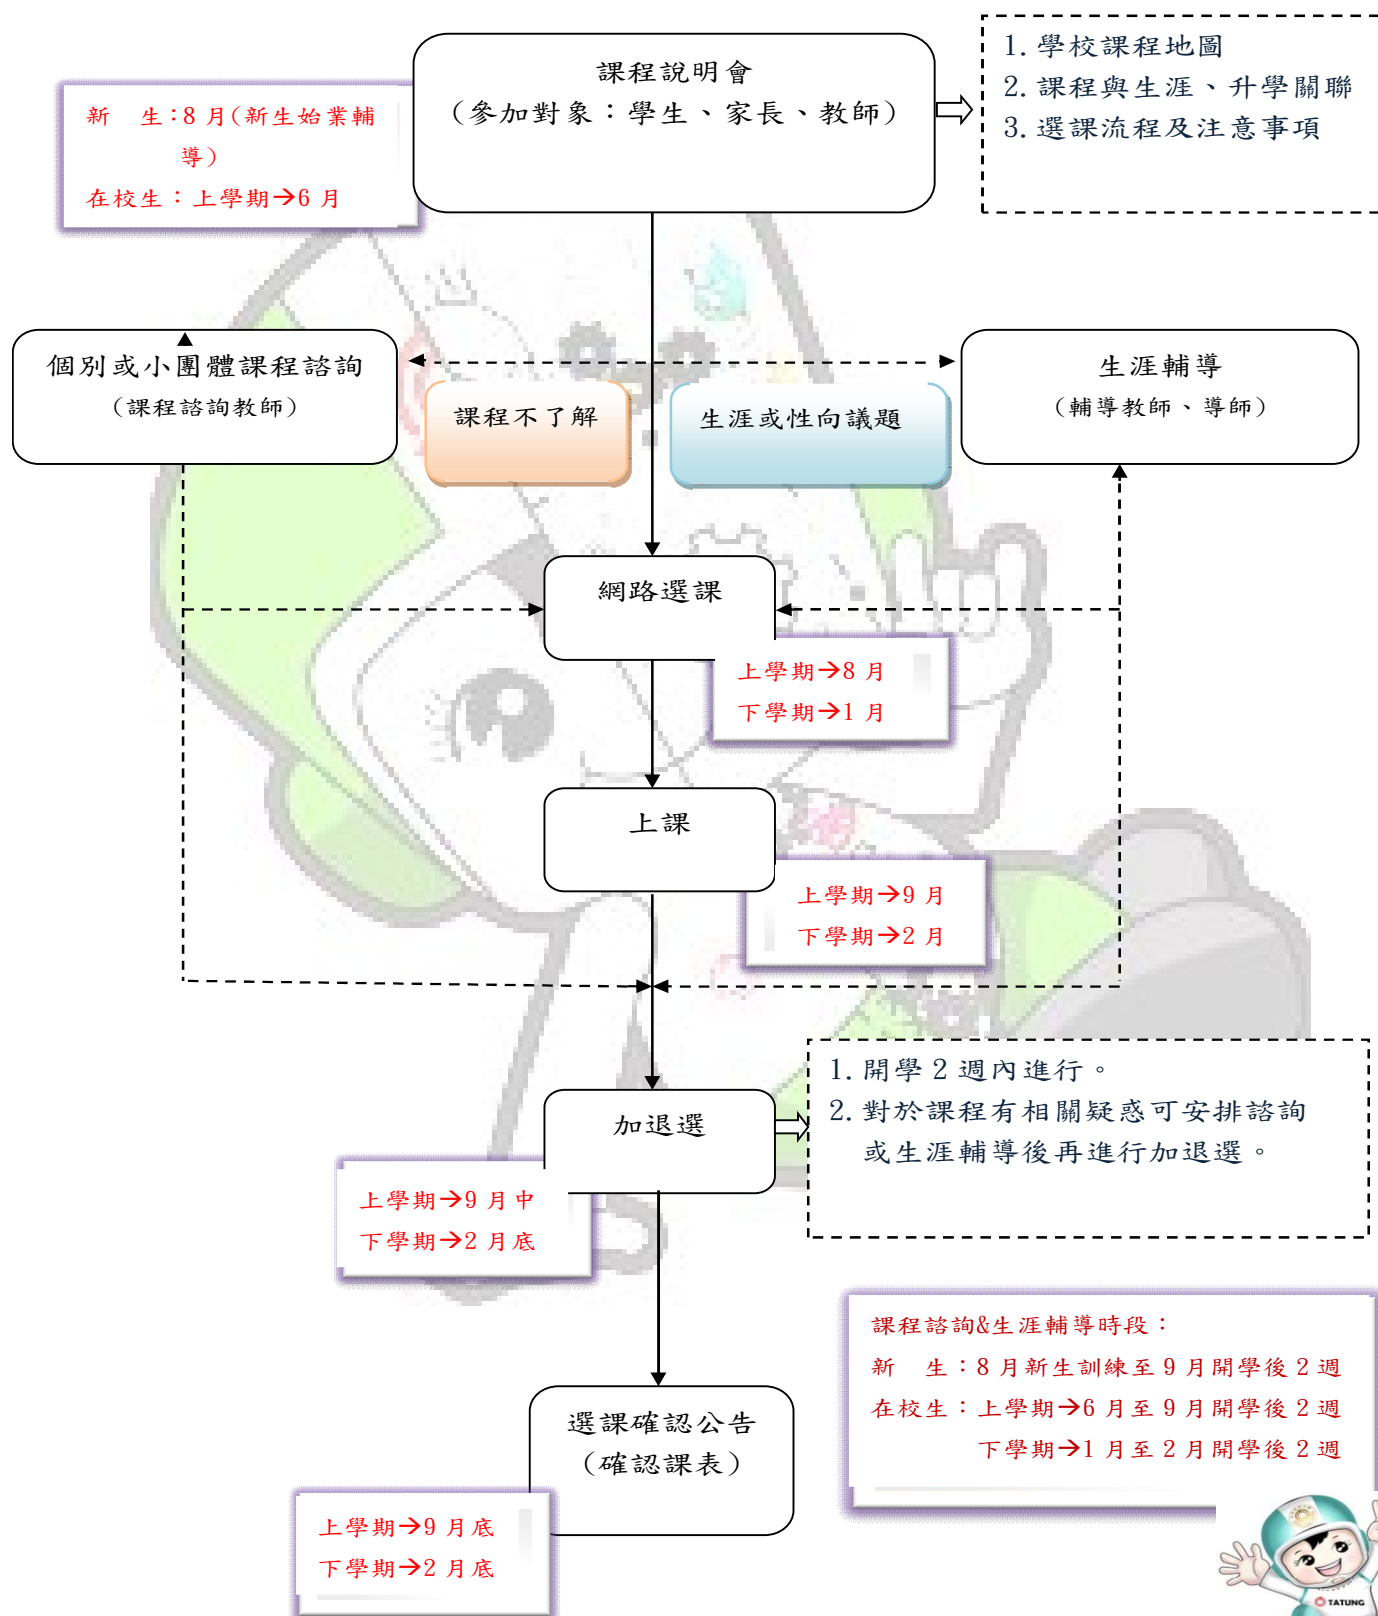 課程說明會
(參加對象：學生、家長、教師)
1. 學校課程地圖
2. 課程與生涯、升學關聯
3. 選課流程及注意事項
新　生：8 月(新生始業輔
導)
在校生：上學期→6 月
個別或小團體課程諮詢
(課程諮詢教師)
課程不了解
生涯或性向議題
生涯輔導
(輔導教師、導師)
網路選課
上學期→8 月
下學期→1 月
上課
上學期→9 月
下學期→2 月
加退選
1. 開學 2 週內進行。
2. 對於課程有相關疑惑可安排諮詢
或生涯輔導後再進行加退選。
上學期→9 月中
下學期→2 月底
課程諮詢&生涯輔導時段：
新　生：8 月新生訓練至 9 月開學後 2 週
在校生：上學期→6 月至 9 月開學後 2 週
下學期→1 月至 2 月開學後 2 週
選課確認公告
(確認課表)
上學期→9 月底
下學期→2 月底
TATUNG